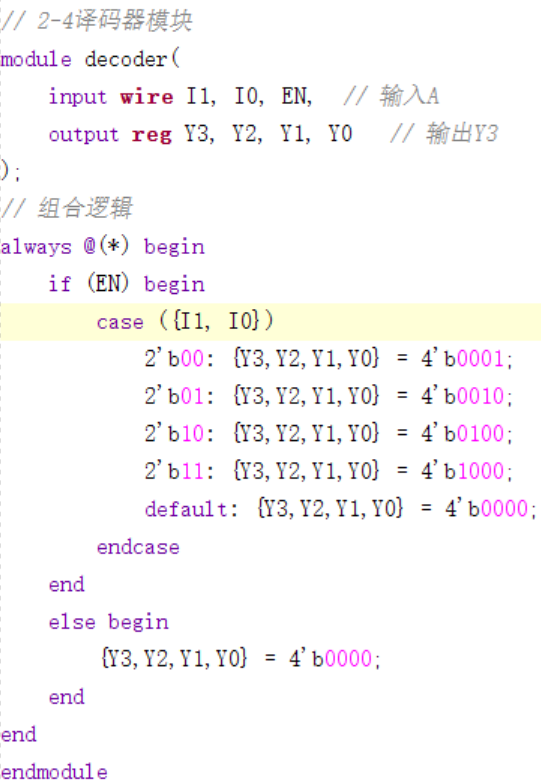 // 2-4译码器模块
module decoder(
    input wire I1, I0, EN,  // 输入A
    output reg Y3, Y2, Y1, Y0   // 输出Y3
);
// 组合逻辑
always @(*) begin
    if (EN) begin
        case ({I1, I0})
            2'b00: {Y3,Y2,Y1,Y0} = 4'b0001;
            2'b01: {Y3,Y2,Y1,Y0} = 4'b0010;
            2'b10: {Y3,Y2,Y1,Y0} = 4'b0100;
            2'b11: {Y3,Y2,Y1,Y0} = 4'b1000;
            default: {Y3,Y2,Y1,Y0} = 4'b0000;
        endcase
    end
    else begin
        {Y3,Y2,Y1,Y0} = 4'b0000;
    end
end
endmodule